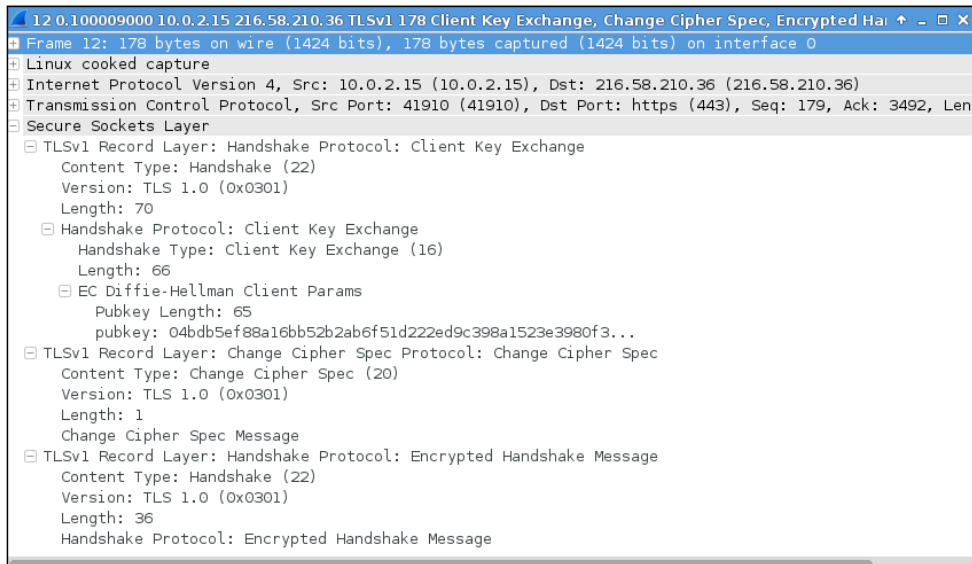 12 0.100009000 10.0.2.15 216.58.210.36 TLSv1 178 Client Key Exchange, Change Cipher Spec, Encrypted Ha
Frame 12: 178 bytes on wire (1424 bits), 178 bytes captured (1424 bits) on interface 0
Linux cooked capture
Internet Protocol Version 4, Src: 10.0.2.15 (10.0.2.15), Dst: 216.58.210.36 (216.58.210.36)
Transmission Control Protocol, Src Port: 41910 (41910), Dst Port: https (443), Seq: 179, Ack: 3492, Len
Secure Sockets Layer
TLSv1 Record Layer: Handshake Protocol: Client Key Exchange
Content Type: Handshake (22)
Version: TLS 1.0 (0x0301)
Length: 70
Handshake Protocol: Client Key Exchange
Handshake Type: Client Key Exchange (16)
Length: 66
EC Diffie-Hellman Client Params
Pubkey Length: 65
pubkey: 04bdb5ef88a16bb52b2ab6f51d222ed9c398a1523e3980f3...
TLSv1 Record Layer: Change Cipher Spec Protocol: Change Cipher Spec
Content Type: Change Cipher Spec (20)
Version: TLS 1.0 (0x0301)
Length: 1
Change Cipher Spec Message
TLSv1 Record Layer: Handshake Protocol: Encrypted Handshake Message
Content Type: Handshake (22)
Version: TLS 1.0 (0x0301)
Length: 36
Handshake Protocol: Encrypted Handshake Message